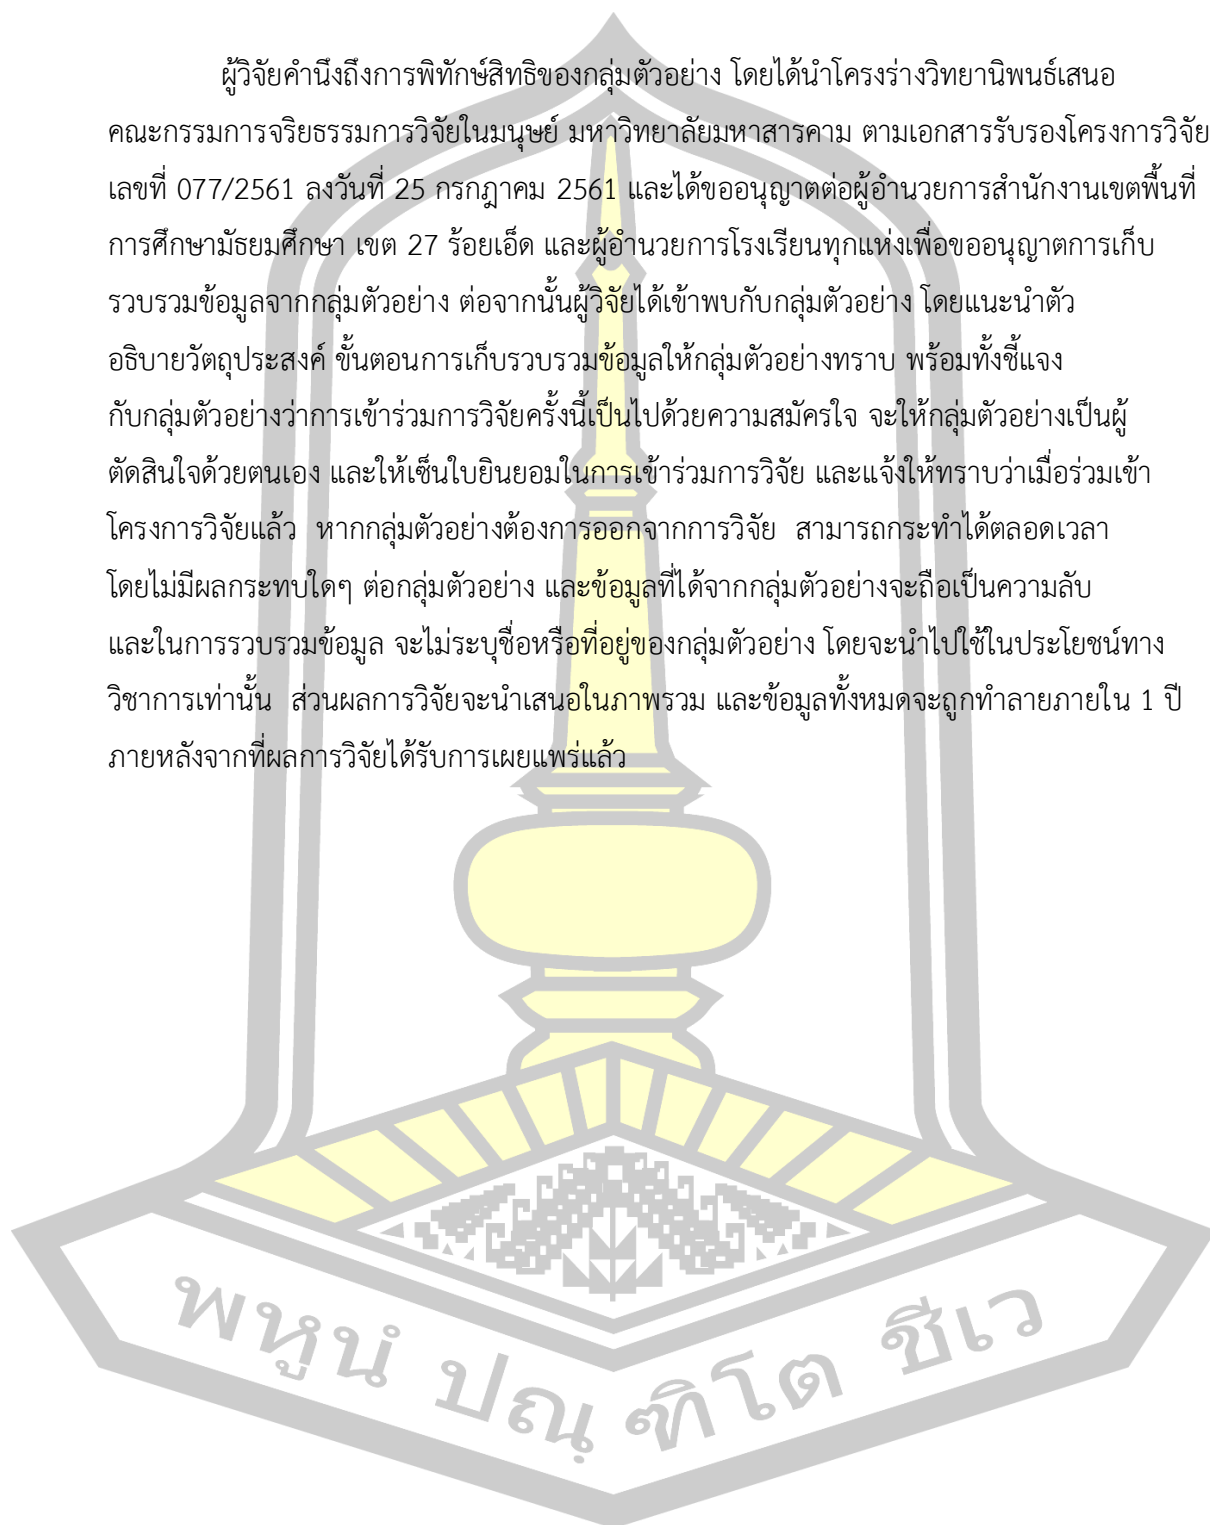 ผู้วิจัยคำนึงถึงการพิทักษ์สิทธิของกลุ่มตัวอย่าง โดยได้นำโครงร่างวิทยานิพนธ์เสนอ
คณะกรรมการจริยธรรมการวิจัยในมนุษย์ มหาวิทยาลัยมหาสารคาม ตามเอกสารรับรองโครงการวิจัย
เลขที่ 077/2561 ลงวันที่ 25 กรกฎาคม 2561 และได้ขออนุญาตต่อผู้อำนวยการสำนักงานเขตพื้นที่
การศึกษามัธยมศึกษา เขต 27 ร้อยเอ็ด และผู้อำนวยการโรงเรียนทุกแห่งเพื่อขออนุญาตการเก็บ
รวบรวมข้อมูลจากกลุ่มตัวอย่าง ต่อจากนั้นผู้วิจัยได้เข้าพบกับกลุ่มตัวอย่าง โดยแนะนำตัว
อธิบายวัตถุประสงค์ ขั้นตอนการเก็บรวบรวมข้อมูลให้กลุ่มตัวอย่างทราบ พร้อมทั้งชี้แจง
กับกลุ่มตัวอย่างว่าการเข้าร่วมการวิจัยครั้งนี้เป็นไปด้วยความสมัครใจ จะให้กลุ่มตัวอย่างเป็นผู้
ตัดสินใจด้วยตนเอง และให้เซ็นใบยินยอมในการเข้าร่วมการวิจัย และแจ้งให้ทราบว่าเมื่อร่วมเข้า
โครงการวิจัยแล้ว หากกลุ่มตัวอย่างต้องการออกจากการวิจัย สามารถกระทำได้ตลอดเวลา
โดยไม่มีผลกระทบใดๆ ต่อกลุ่มตัวอย่าง และข้อมูลที่ได้จากกลุ่มตัวอย่างจะถือเป็นความลับ
และในการรวบรวมข้อมูล จะไม่ระบุชื่อหรือที่อยู่ของกลุ่มตัวอย่าง โดยจะนำไปใช้ในประโยชน์ทาง
วิชาการเท่านั้น ส่วนผลการวิจัยจะนำเสนอในภาพรวม และข้อมูลทั้งหมดจะถูกทำลายภายใน 1 ปี
ภายหลังจากที่ผลการวิจัยได้รับการเผยแพร่แล้ว
พหูนํ ปณฺฑิโต ชีเว